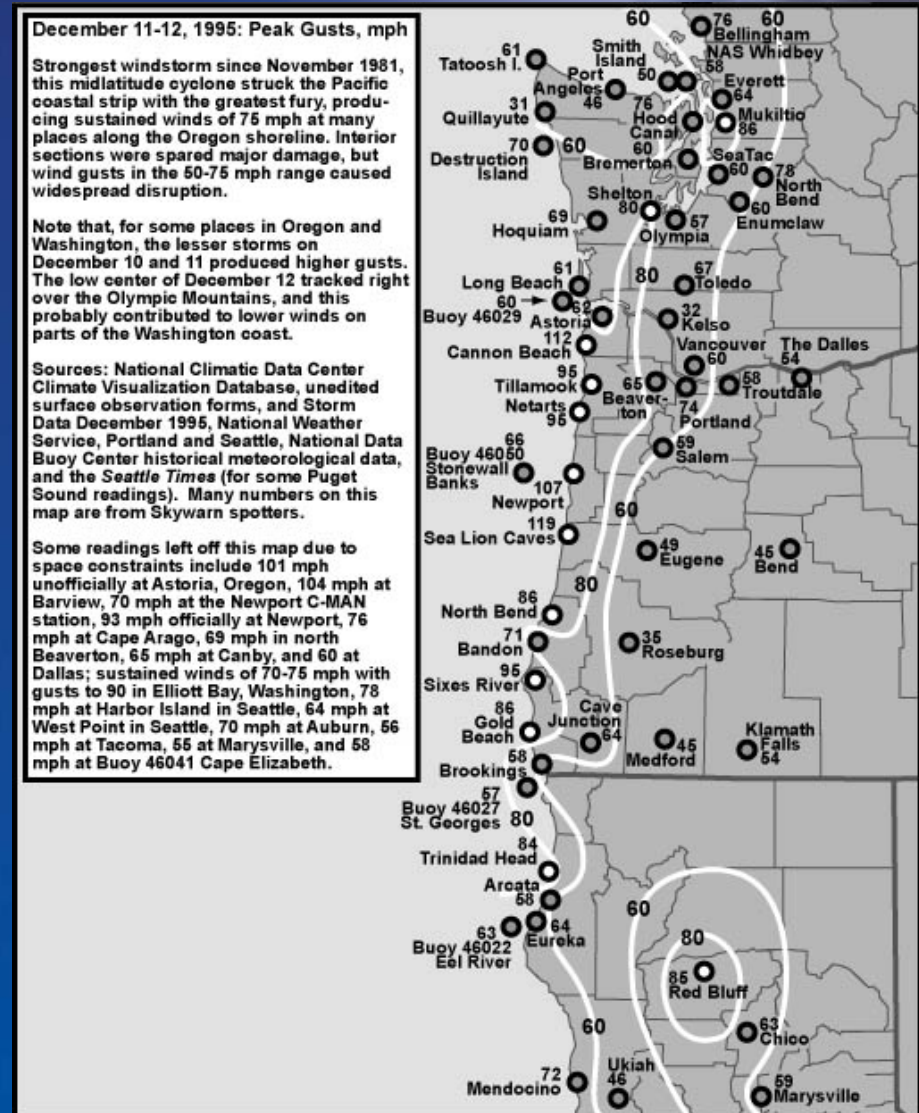 December 11-12, 1995: Peak Gusts, mph
Strongest windstorm since November 1981,
this midlatitude cyclone struck the Pacific
coastal strip with the greatest fury, produ-
cing sustained winds of 75 mph at many
places along the Oregon shoreline. Interior
sections were spared major damage, but
wind gusts in the 50-75 mph range caused
widespread disruption.
Note that, for some places in Oregon and
Washington, the lesser storms on
December 10 and 11 produced higher gusts.
The low center of December 12 tracked right
over the Olympic Mountains, and this
probably contributed to lower winds on
parts of the Washington coast.
Sources: National Climatic Data Center
Climate Visualization Database, unedited
surface observation forms, and Storm
Data December 1995, National Weather
Service, Portland and Seattle, National Data
Buoy Center historical meteorological data,
and the Seattle Times (for some Puget
Sound readings). Many numbers on this
map are from Skywarn spotters.
Some readings left off this map due to
space constraints include 101 mph
unofficially at Astoria, Oregon, 104 mph at
Barview, 70 mph at the Newport C-MAN
station, 93 mph officially at Newport, 76
mph at Cape Arago, 69 mph in north
Beaverton, 65 mph at Canby, and 60 at
Dallas; sustained winds of 70-75 mph with
gusts to 90 in Elliott Bay, Washington, 78
mph at Harbor Island in Seattle, 64 mph at
West Point in Seattle, 70 mph at Auburn, 56
mph at Tacoma, 55 at Marysville, and 58
mph at Buoy 46041 Cape Elizabeth.
60
76
Bellingham
60
61
Tatoosh I.
Smith
Island
50
NAS Whidbey
58
Port
Angeles
46
Everett
64
31
Quillayute
76
Hood
Canal
Mukiltio
86
70
Destruction
Island
60
60
Bremerton
SeaTac
60
78
North
Bend
Shelton
80
60
Enumclaw
69
Hoquiam
57
Olympia
80
61
Long Beach
67
Toledo
60
Buoy 46029
62
Astoria
32
Kelso
112
Cannon Beach
Vancouver
60
The Dalles
54
95
Tillamook
65
Beaver-
ton
74
Portland
58
Troutdale
Netarts
95
59
Salem
66
Buoy 46050
Stonewall
Banks
107
Newport
60
119
Sea Lion Caves
49
Eugene
45
Bend
80
86
North Bend
71
Bandon
35
Roseburg
95
Sixes River
86
Gold
Beach
Cave
Junction
64
45
Medford
Klamath
Falls
54
58
Brookings
57
Buoy 46027
St. Georges
80
84
Trinidad Head
Arcata
58
64
Eureka
63
Buoy 46022
Eel River
60
80
85
Red Bluff
63
Chico
60
72
Mendocino
Ukiah
46
59
Marysville